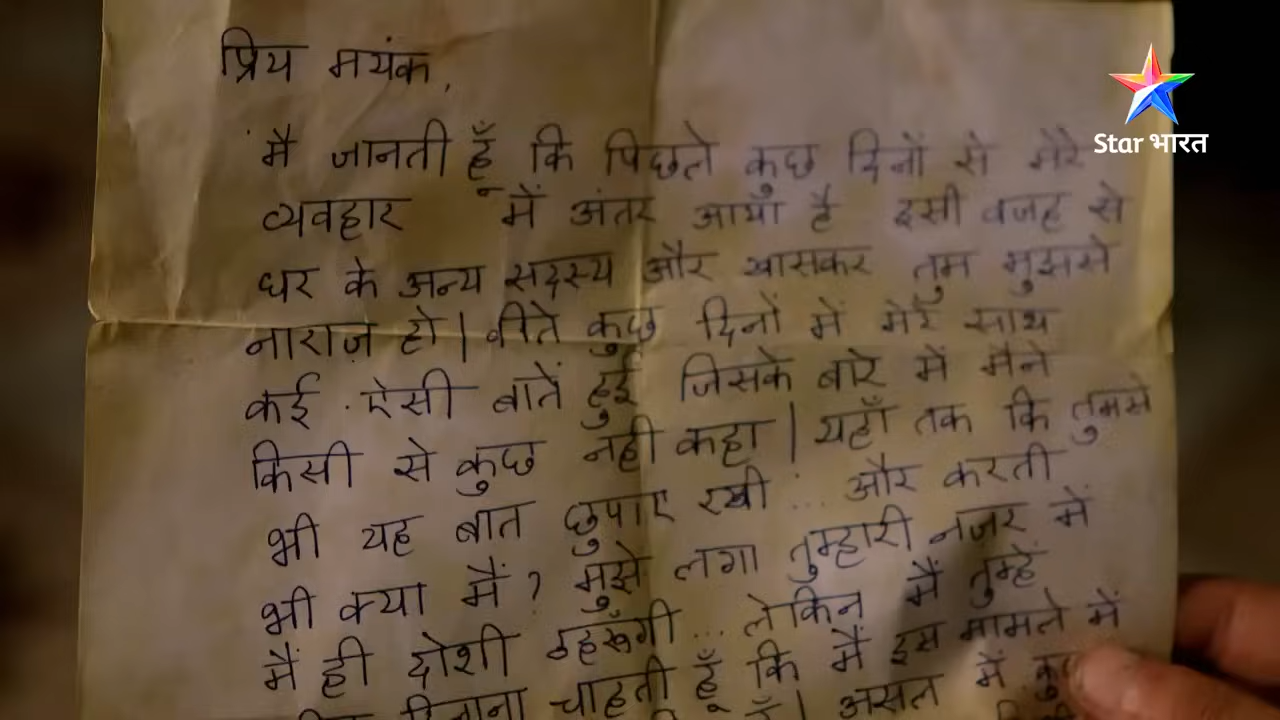 प्रिय मयंक,
Star भारत
मै जानती हूँ कि पिछले कुछ दिनों से मेरे
व्यवहार में अंतर आया है इसी वजह से
घर के अन्य सदस्य और खासकर तुम मुझसे
नाराज़ हो| बीते कुछ दिनों में मेरे साथ
कई ऐसी बातें हुई जिसके बारे में मैने
किसी से कुछ नही कहा| यहाँ तक कि तुमसे
भी यह बात छुपाए रखी ... और करती
भी क्या मैं? मुझे लगा तुम्हारी नजर में
मैं ही दोशी ठहरूँगी... लेकिन मैं तुम्हें
चाहती हूँ कि मैं इस मामले में
असल में